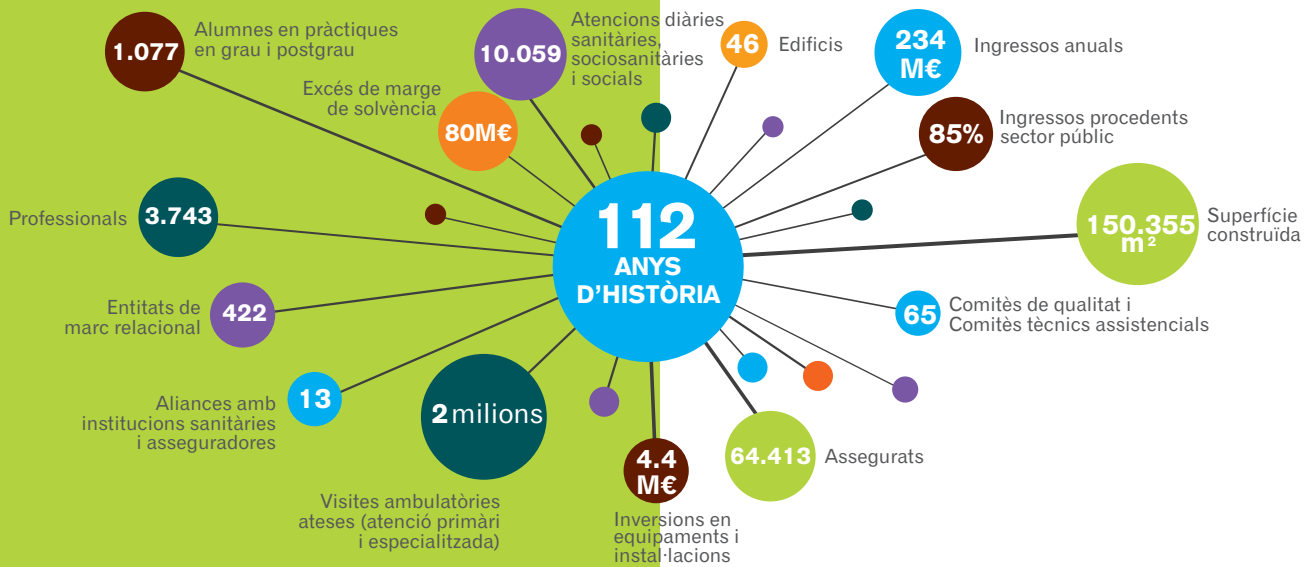 1.077
Alumnes en pràctiques
en grau i postgrau
10.059
Atencions diàries
sanitàries,
sociosanitàries
i socials
46
Edificis
234
M€
Ingressos anuals
Excés de marge
de solvència
80M€
85%
Ingressos procedents
sector públic
Professionals
3.743
112
ANYS
D’HISTÒRIA
150.355
m²
Superfície
construïda
Entitats de
marc relacional
422
65
Comitès de qualitat i
Comitès tècnics assistencials
Aliances amb
institucions sanitàries
i asseguradores
13
2 milions
Visites ambulatòries
ateses (atenció primàri
i especialitzada)
4.4
M€
Inversions en
equipaments i
instal·lacions
64.413
Assegurats